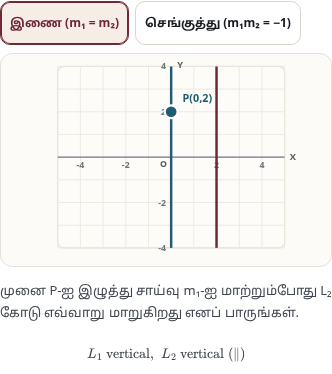 இணை (m₁ = m₂)
செங்குத்து (m₁m₂ = −1)
4 Y
P(0,2)
2
-4 -2 O 2 4 X
-2
-4
முனை P-ஐ இழுத்து சாய்வு m₁-ஐ மாற்றும்போது L₂
கோடு எவ்வாறு மாறுகிறது எனப் பாருங்கள்.
L₁ vertical, L₂ vertical (∥)